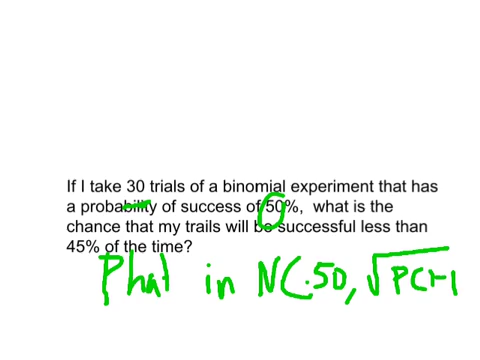 If I take 30 trials of a binomial experiment that has
a probability of success of 50%, what is the
chance that my trails will be successful less than
45% of the time?
Phat in N(.50, √P(1-